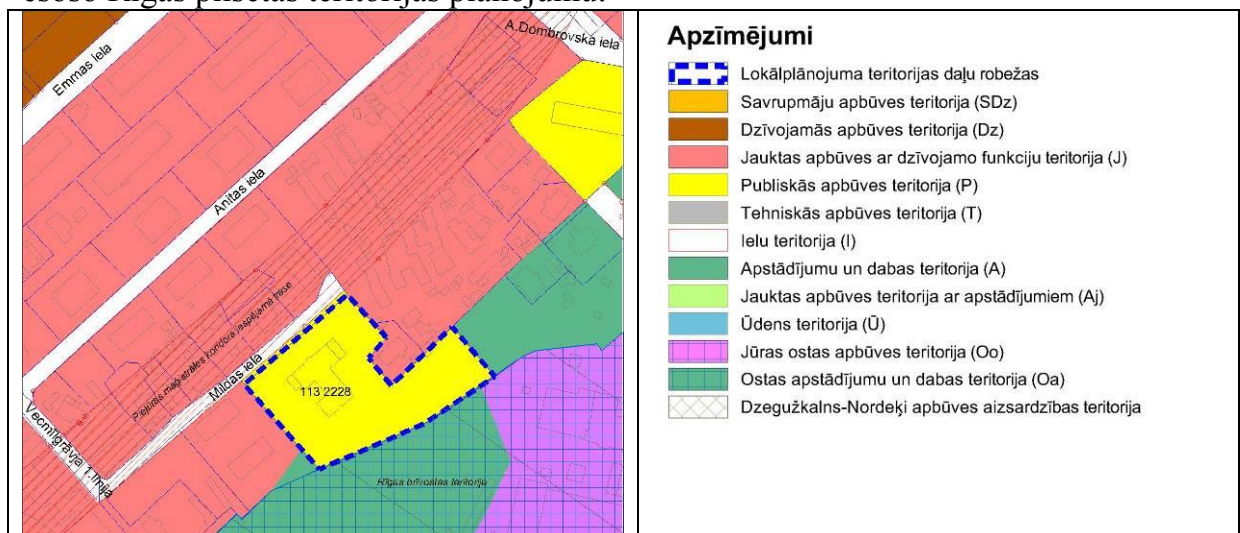 esošo Rīgas pilsētas teritorijas plānojumu.
A.Dombrovska iela
Emmas iela
Anitas iela
Piejūras maģistrāles koridora iespējamā trase
Mildas iela
113 2228
Vecmīlgrāvja 1.līnija
Rīgas brīvostas teritorija
Apzīmējumi
Lokālplānojuma teritorijas daļu robežas
Savrupmāju apbūves teritorija (SDz)
Dzīvojamās apbūves teritorija (Dz)
Jauktas apbūves ar dzīvojamo funkciju teritorija (J)
Publiskās apbūves teritorija (P)
Tehniskās apbūves teritorija (T)
Ielu teritorija (I)
Apstādījumu un dabas teritorija (A)
Jauktas apbūves teritorija ar apstādījumiem (Aj)
Ūdens teritorija (Ū)
Jūras ostas apbūves teritorija (Oo)
Ostas apstādījumu un dabas teritorija (Oa)
Dzegužkalns-Nordeķi apbūves aizsardzības teritorija